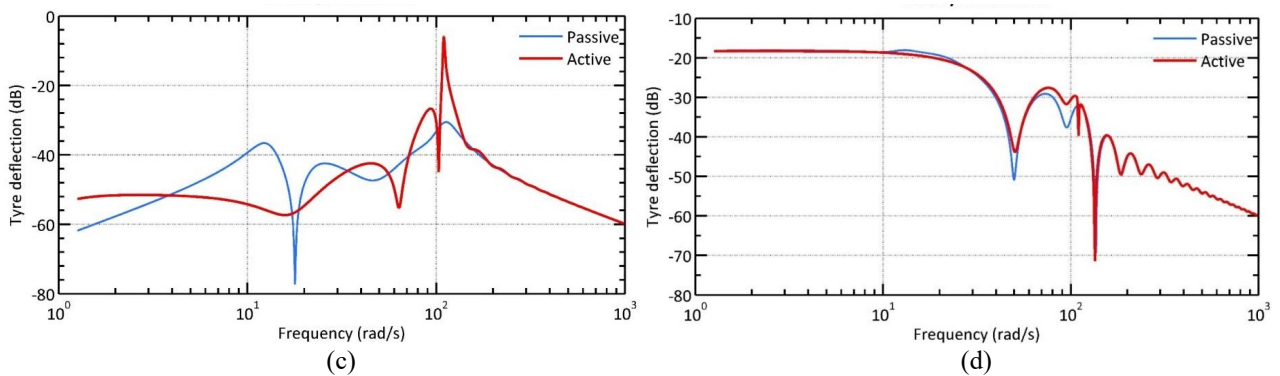 0
-20
-40
-60
-80
Tyre deflection (dB)
Passive
Active
10^0
10^1
10^2
10^3
Frequency (rad/s)
(c)
-10
-20
-30
-40
-50
-60
-70
-80
Tyre deflection (dB)
Passive
Active
10^0
10^1
10^2
10^3
Frequency (rad/s)
(d)